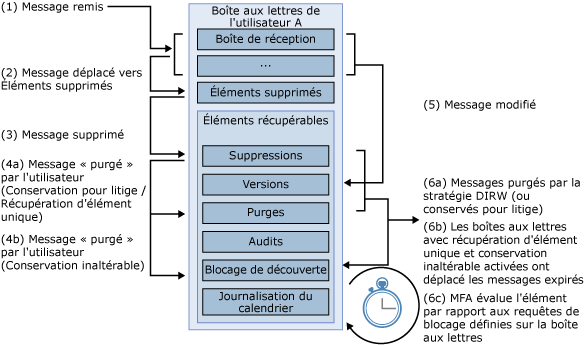 (1) Message remis
(2) Message déplacé vers
Éléments supprimés
(3) Message supprimé
(4a) Message « purgé »
par l'utilisateur
(Conservation pour litige /
Récupération d'élément
unique)
(4b) Message « purgé »
par l'utilisateur
(Conservation inaltérable)
Boîte aux lettres de
l'utilisateur A
Boîte de réception
...
Éléments supprimés
Éléments récupérables
Suppressions
Versions
Purges
Audits
Blocage de découverte
Journalisation du
calendrier
(5) Message modifié
(6a) Messages purgés par la
stratégie DIRW (ou
conservés pour litige)
(6b) Les boîtes aux lettres
avec récupération d'élément
unique et conservation
inaltérable activées ont
déplacé les messages expirés
(6c) MFA évalue l'élément
par rapport aux requêtes de
blocage définies sur la boîte
aux lettres